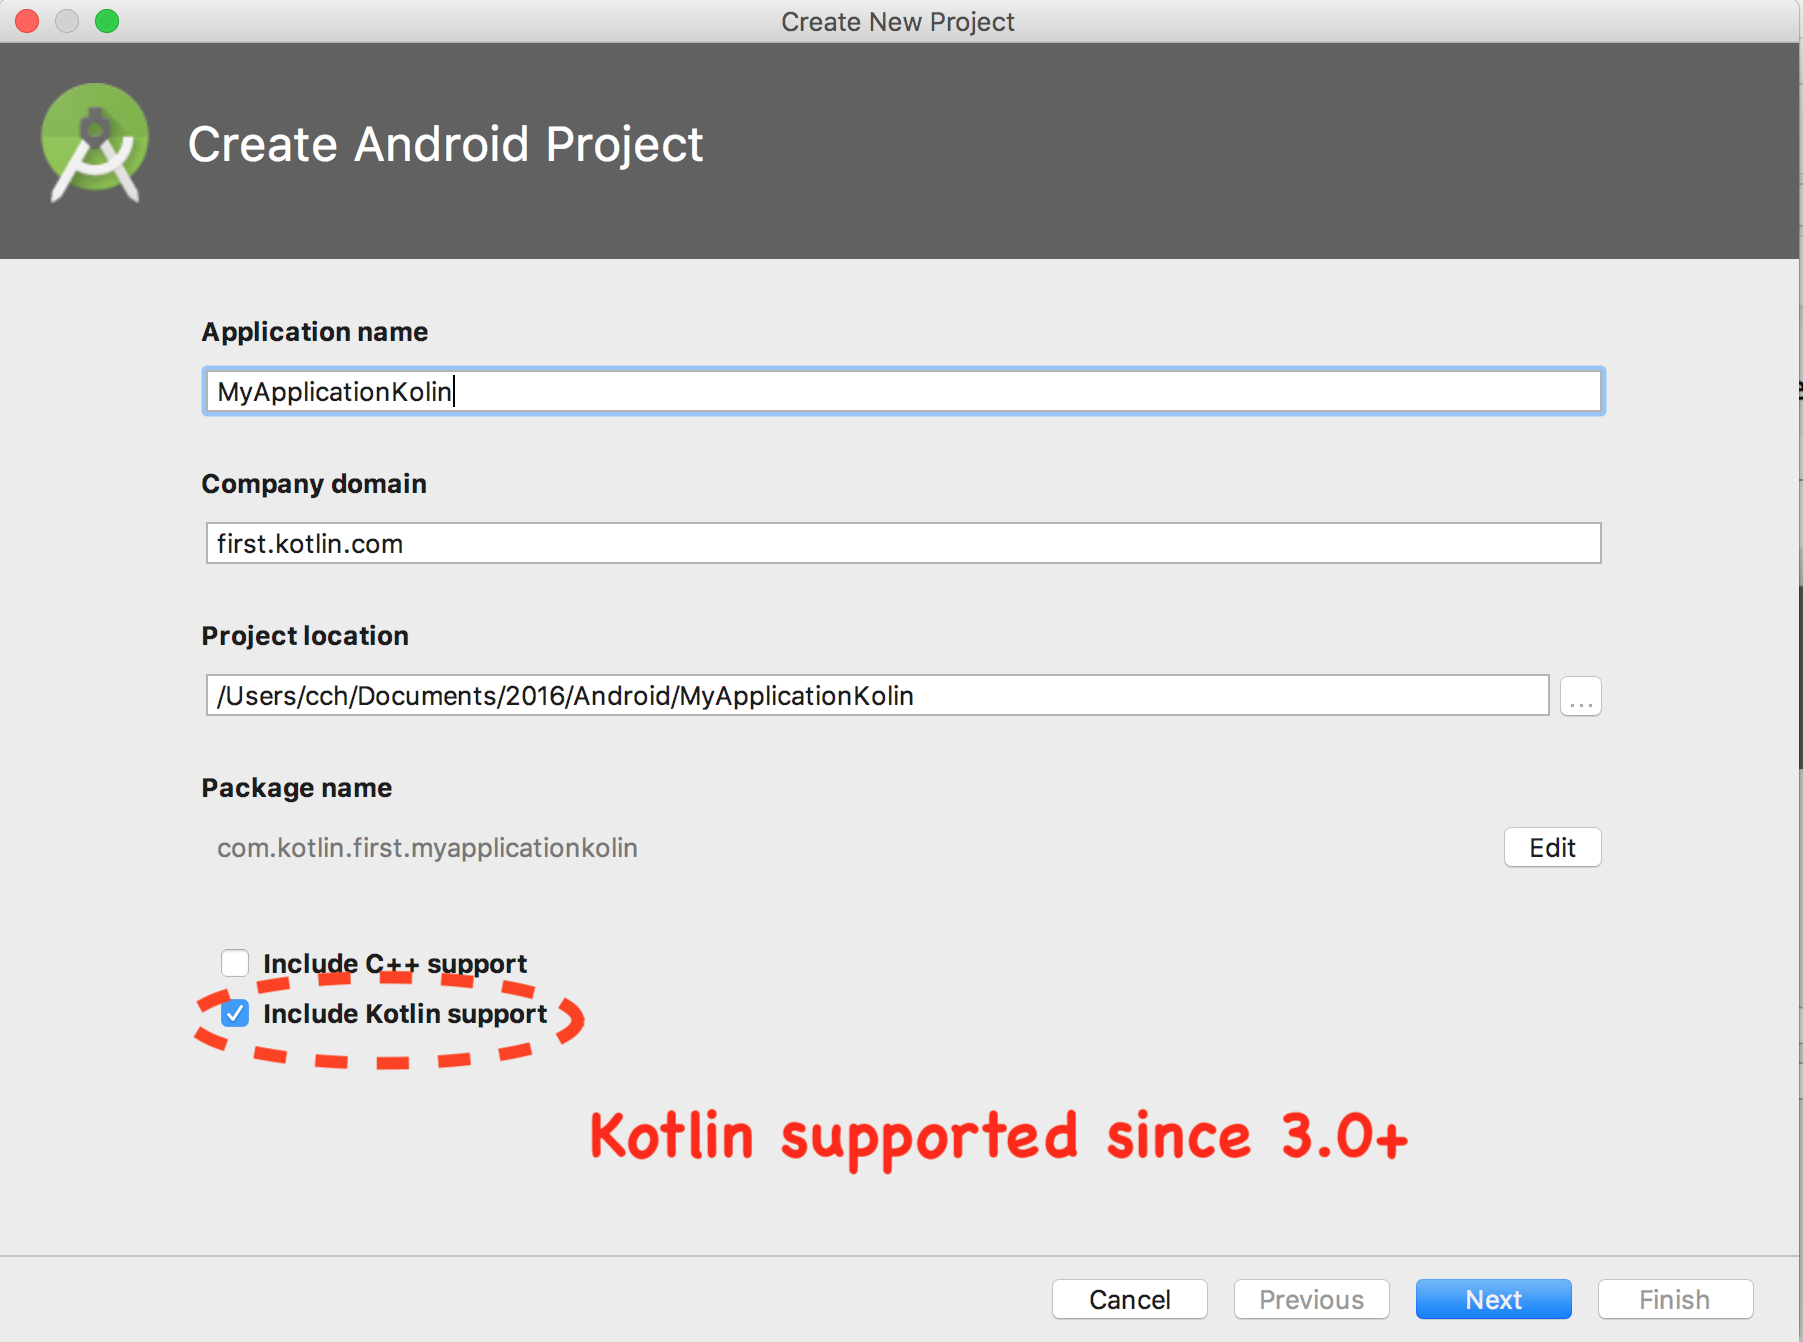 Create New Project
Create Android Project
Application name
MyApplicationKolin
Company domain
first.kotlin.com
Project location
/Users/cch/Documents/2016/Android/MyApplicationKolin
...
Package name
com.kotlin.first.myapplicationkolin
Edit
Include C++ support
Include Kotlin support
Kotlin supported since 3.0+
Cancel Previous Next Finish